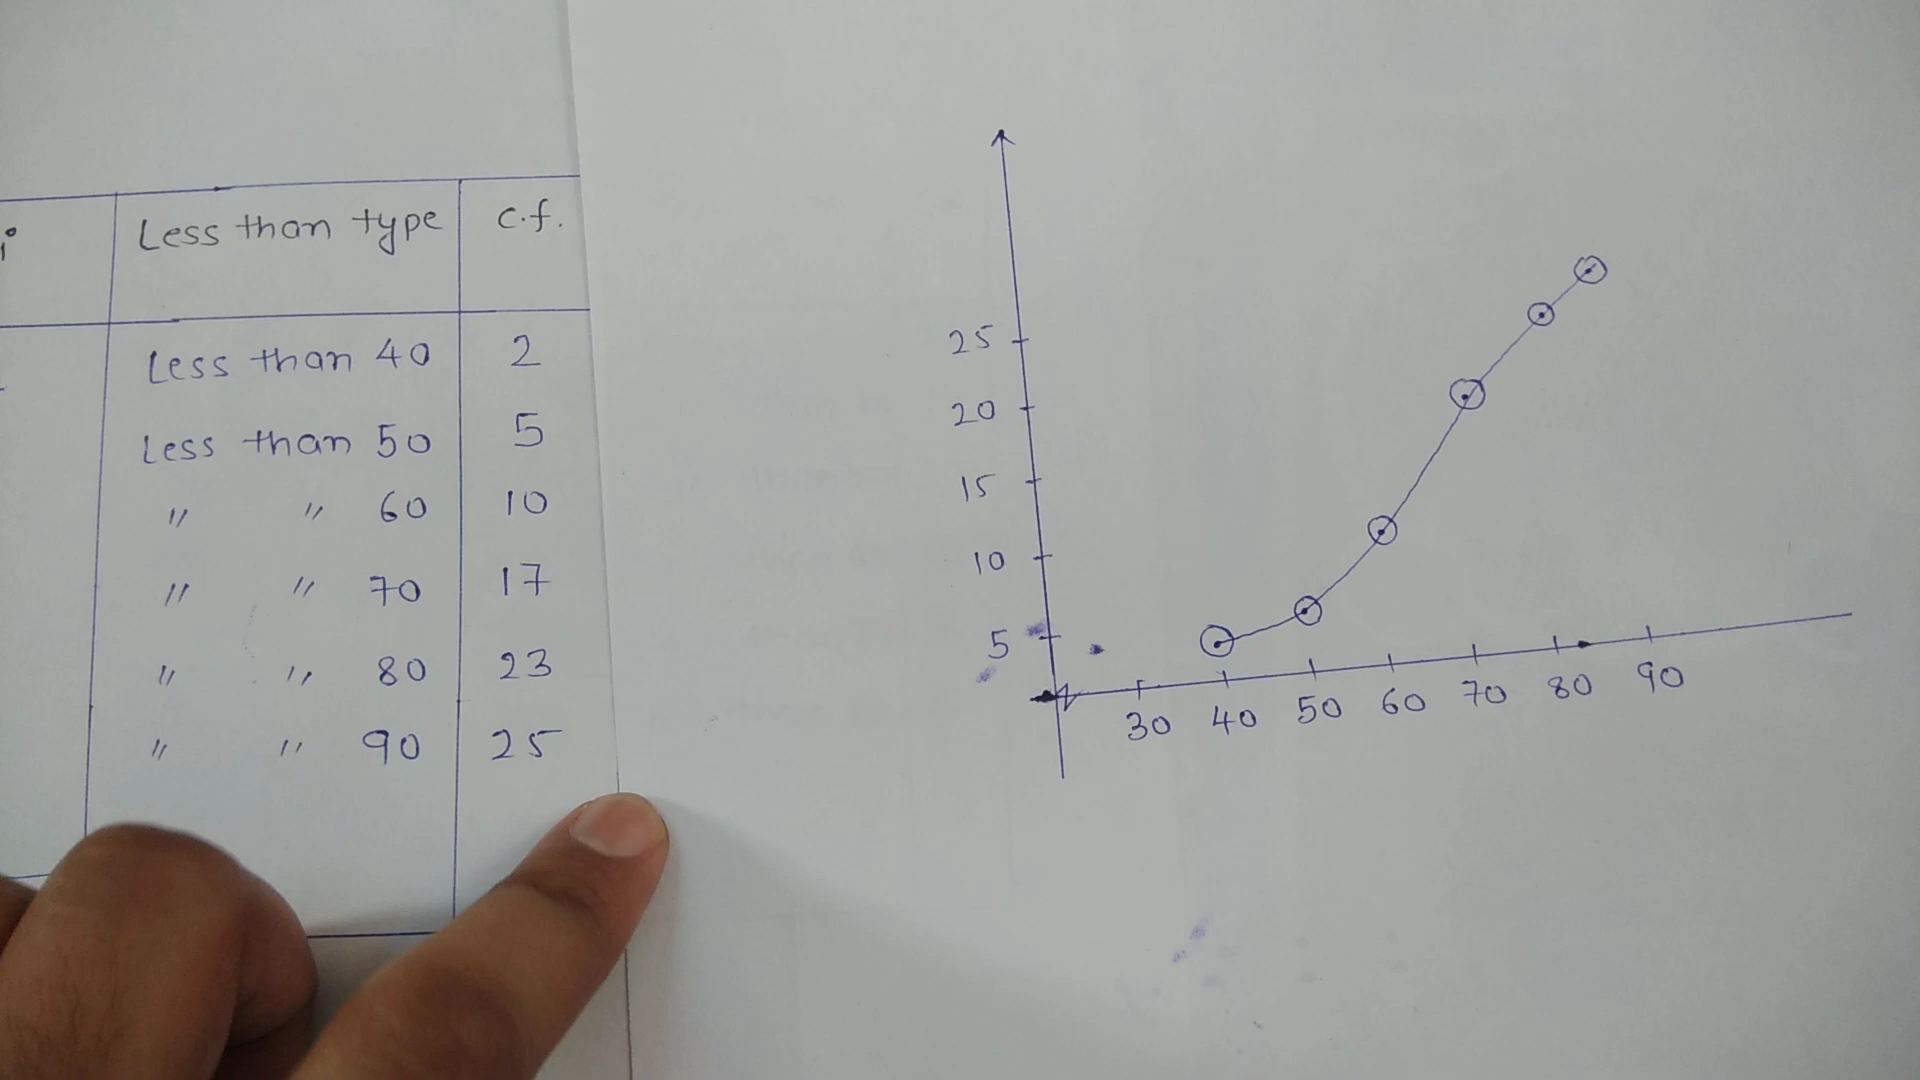 Less than type c.f.
Less than 40 2
Less than 50 5
" " 60 10
" " 70 17
" " 80 23
" " 90 25
25
20
15
10
5
30 40 50 60 70 80 90